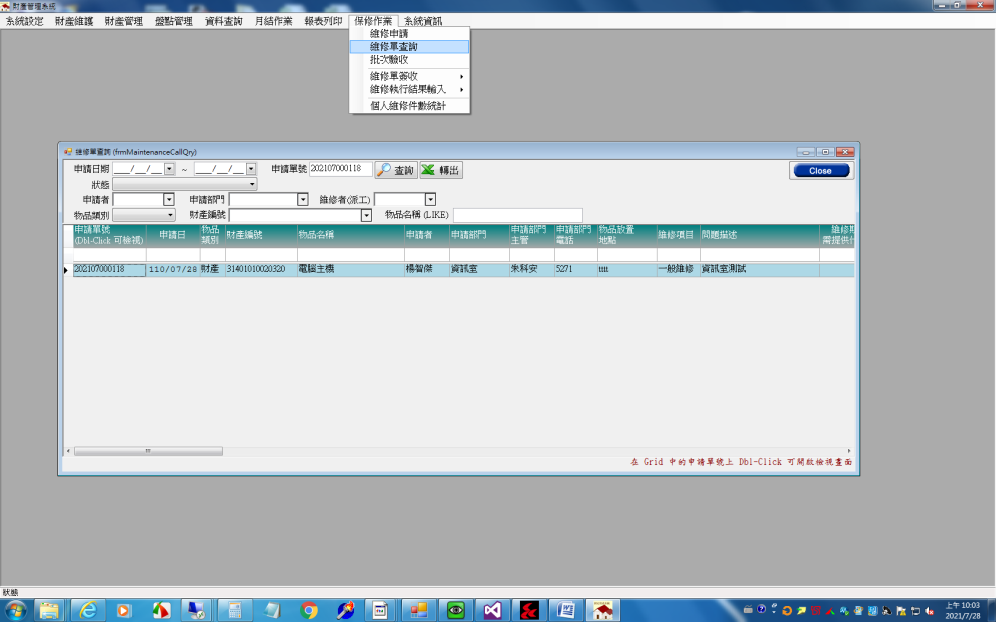 財產管理系統
系統設定 財產維護 財產管理 盤點管理 資料查詢 月結作業 報表列印 保修作業 系統資訊
維修申請
維修單查詢
批次驗收
維修單簽收
維修執行結果輸入
個人維修件數統計
維修單查詢 (frmMaintenanceCallQry)
申請日期 __/__/__ ~ __/__/__ 申請單號 202107000118 查詢 轉出 Close
狀態
申請者 申請部門 維修者(派工)
物品類別 財產編號 物品名稱 (LIKE)
申請單號 (Dbl-Click 可檢視) 申請日 物品類別 財產編號 物品名稱 申請者 申請部門 申請部門主管 申請部門電話 物品放置地點 維修項目 問題描述
202107000118 110/07/28 財產 31401010020320 電腦主機 楊智傑 資訊室 朱科安 5271 tttt 一般維修 資訊室測試
在 Grid 中的申請單號上 Dbl-Click 可開啟檢視畫面
狀態
上午 10:03
2021/7/28